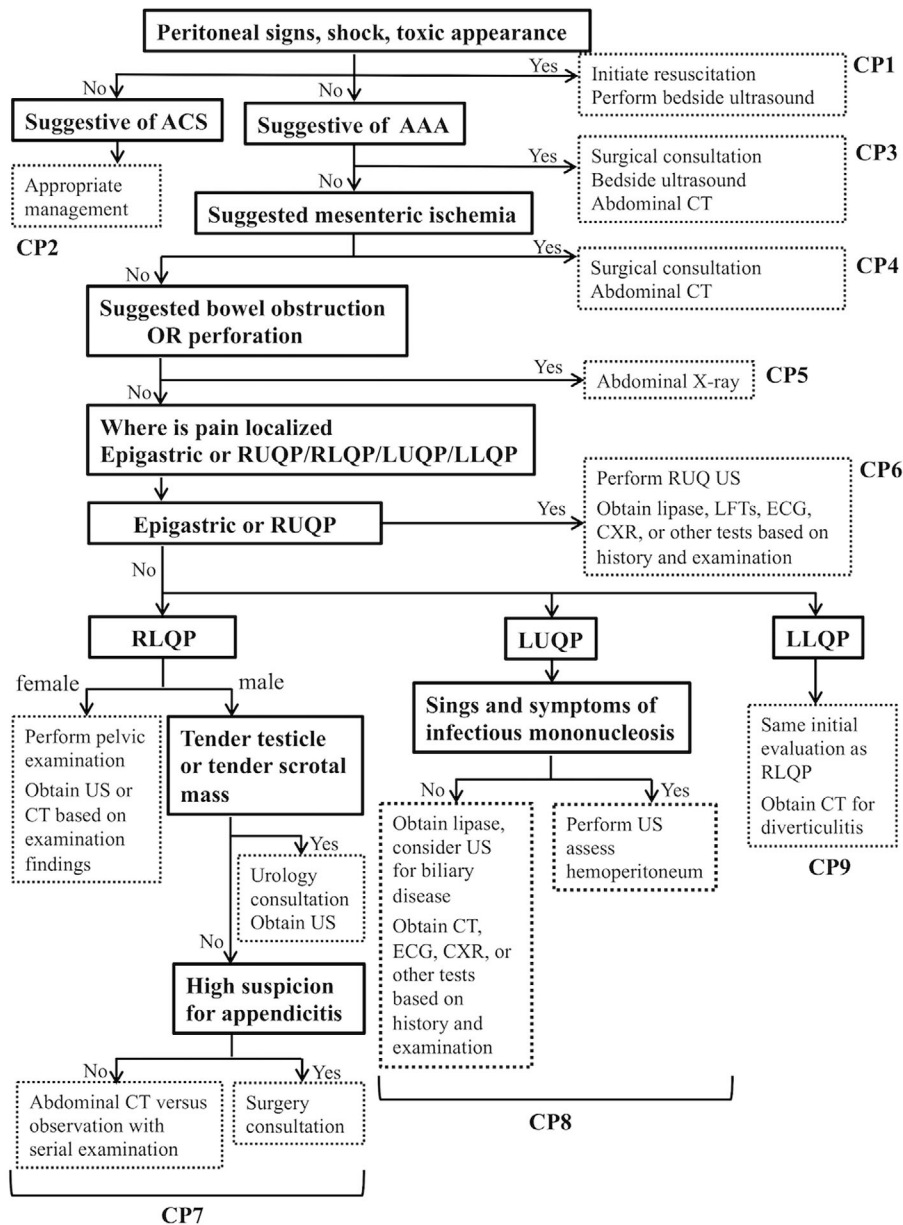 Peritoneal signs, shock, toxic appearance
Yes
CP1
Initiate resuscitation
Perform bedside ultrasound
No
No
Suggestive of ACS
Suggestive of AAA
Appropriate
management
CP2
Yes
CP3
Surgical consultation
Bedside ultrasound
Abdominal CT
No
Suggested mesenteric ischemia
Yes
CP4
Surgical consultation
Abdominal CT
No
Suggested bowel obstruction
OR perforation
Yes
Abdominal X-ray
CP5
No
Where is pain localized
Epigastric or RUQP/RLQP/LUQP/LLQP
CP6
Epigastric or RUQP
Yes
Perform RUQ US
Obtain lipase, LFTs, ECG,
CXR, or other tests based on
history and examination
No
RLQP
LUQP
LLQP
female
male
Perform pelvic
examination
Obtain US or
CT based on
examination
findings
Tender testicle
or tender scrotal
mass
Yes
Urology
consultation
Obtain US
No
High suspicion
for appendicitis
No
Yes
Abdominal CT versus
observation with
serial examination
Surgery
consultation
CP7
Sings and symptoms of
infectious mononucleosis
No
Yes
Obtain lipase,
consider US
for biliary
disease
Obtain CT,
ECG, CXR, or
other tests
based on
history and
examination
Perform US
assess
hemoperitoneum
CP8
Same initial
evaluation as
RLQP
Obtain CT for
diverticulitis
CP9